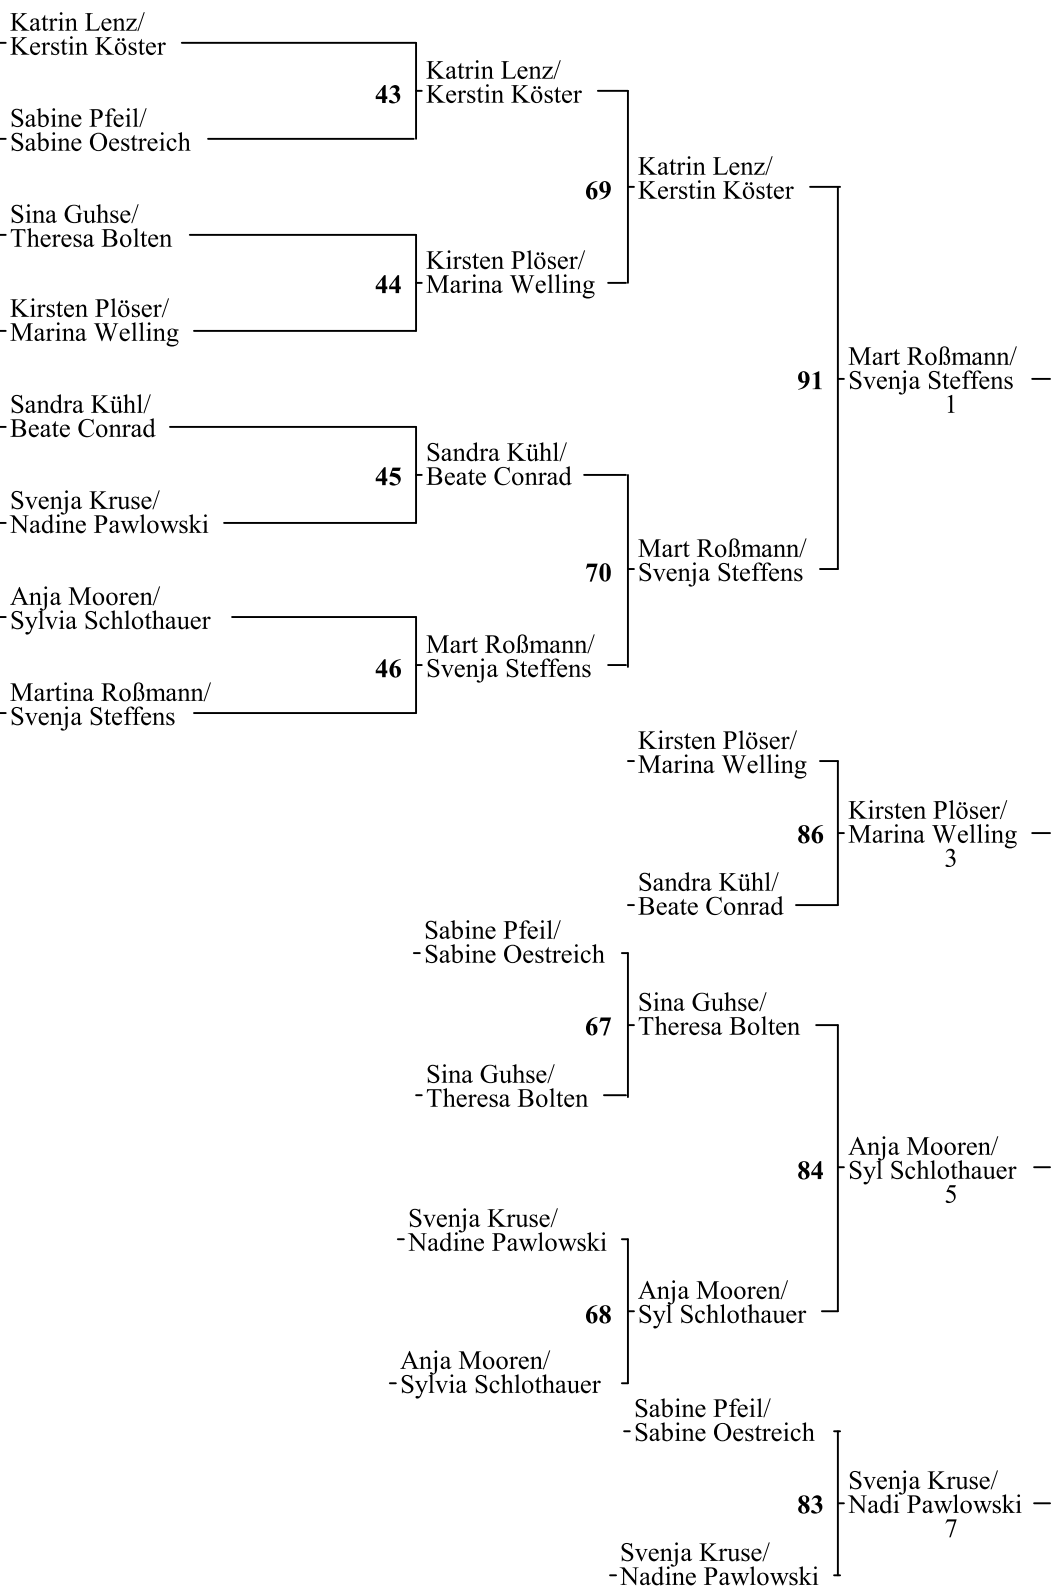 Katrin Lenz/
Kerstin Köster
43
Katrin Lenz/
Kerstin Köster
Sabine Pfeil/
Sabine Oestreich
69
Katrin Lenz/
Kerstin Köster
Sina Guhse/
Theresa Bolten
44
Kirsten Plöser/
Marina Welling
Kirsten Plöser/
Marina Welling
91
Mart Roßmann/
Svenja Steffens
1
Sandra Kühl/
Beate Conrad
45
Sandra Kühl/
Beate Conrad
Svenja Kruse/
Nadine Pawlowski
70
Mart Roßmann/
Svenja Steffens
Anja Mooren/
Sylvia Schlothauer
46
Mart Roßmann/
Svenja Steffens
Martina Roßmann/
Svenja Steffens
Kirsten Plöser/
Marina Welling
86
Kirsten Plöser/
Marina Welling
3
Sandra Kühl/
Beate Conrad
Sabine Pfeil/
Sabine Oestreich
67
Sina Guhse/
Theresa Bolten
Sina Guhse/
Theresa Bolten
84
Anja Mooren/
Syl Schlothauer
5
Svenja Kruse/
Nadine Pawlowski
68
Anja Mooren/
Syl Schlothauer
Anja Mooren/
Sylvia Schlothauer
Sabine Pfeil/
Sabine Oestreich
83
Svenja Kruse/
Nadi Pawlowski
7
Svenja Kruse/
Nadine Pawlowski